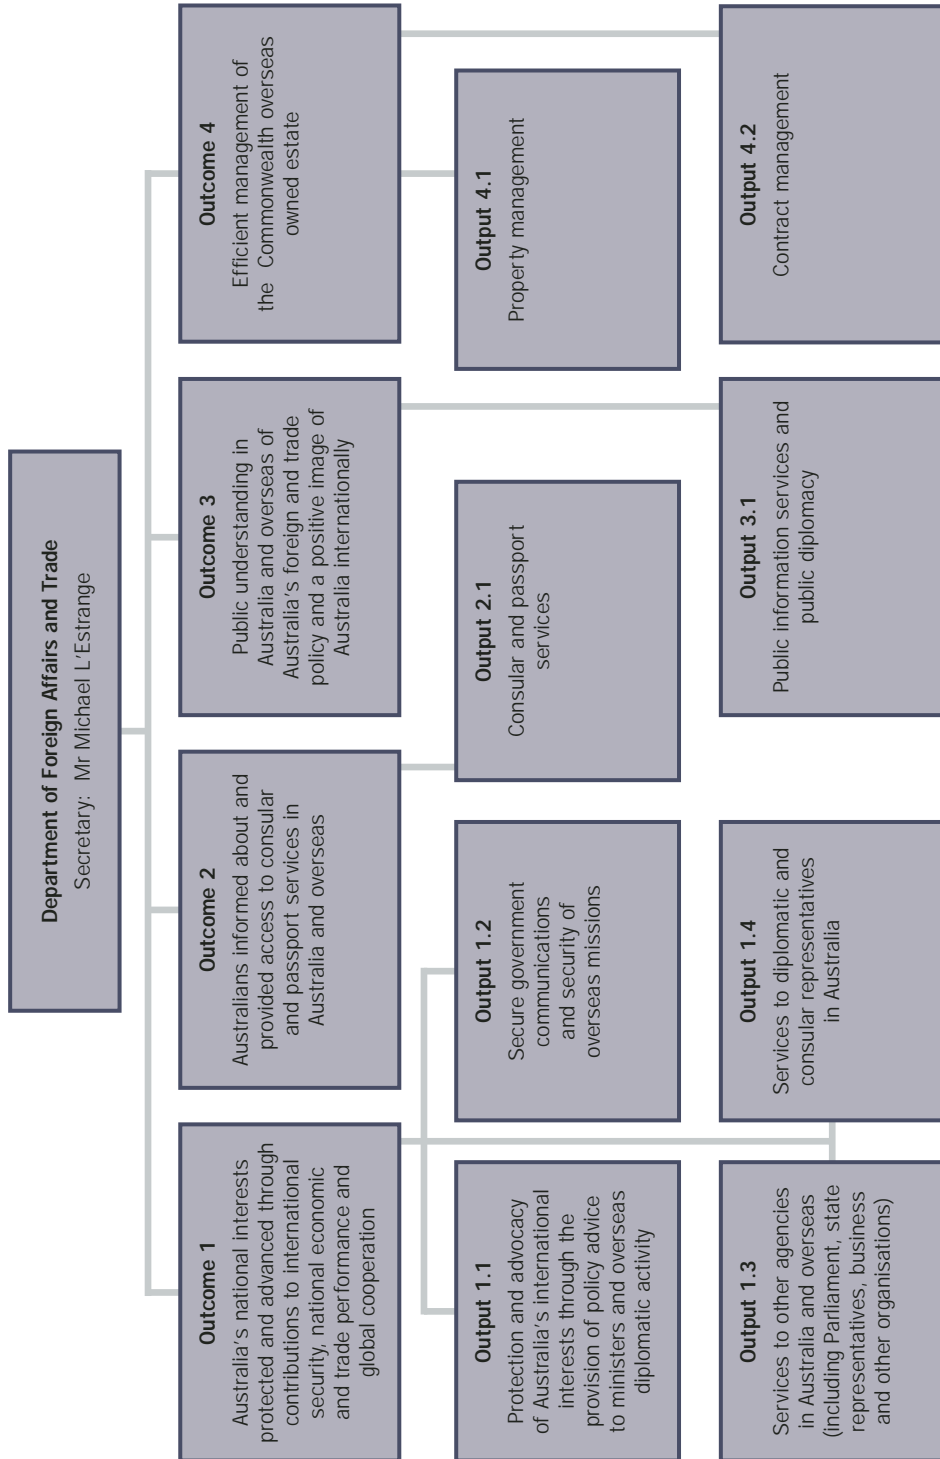 Department of Foreign Affairs and Trade
Secretary: Mr Michael L'Estrange
Outcome 1
Australia's national interests
protected and advanced through
contributions to international
security, national economic
and trade performance and
global cooperation
Outcome 2
Australians informed about and
provided access to consular
and passport services in
Australia and overseas
Outcome 3
Public understanding in
Australia and overseas of
Australia's foreign and trade
policy and a positive image of
Australia internationally
Outcome 4
Efficient management of
the Commonwealth overseas
owned estate
Output 1.1
Protection and advocacy
of Australia's international
interests through the
provision of policy advice
to ministers and overseas
diplomatic activity
Output 1.2
Secure government
communications
and security of
overseas missions
Output 2.1
Consular and passport
services
Output 4.1
Property management
Output 1.3
Services to other agencies
in Australia and overseas
(including Parliament, state
representatives, business
and other organisations)
Output 1.4
Services to diplomatic and
consular representatives
in Australia
Output 3.1
Public information services and
public diplomacy
Output 4.2
Contract management